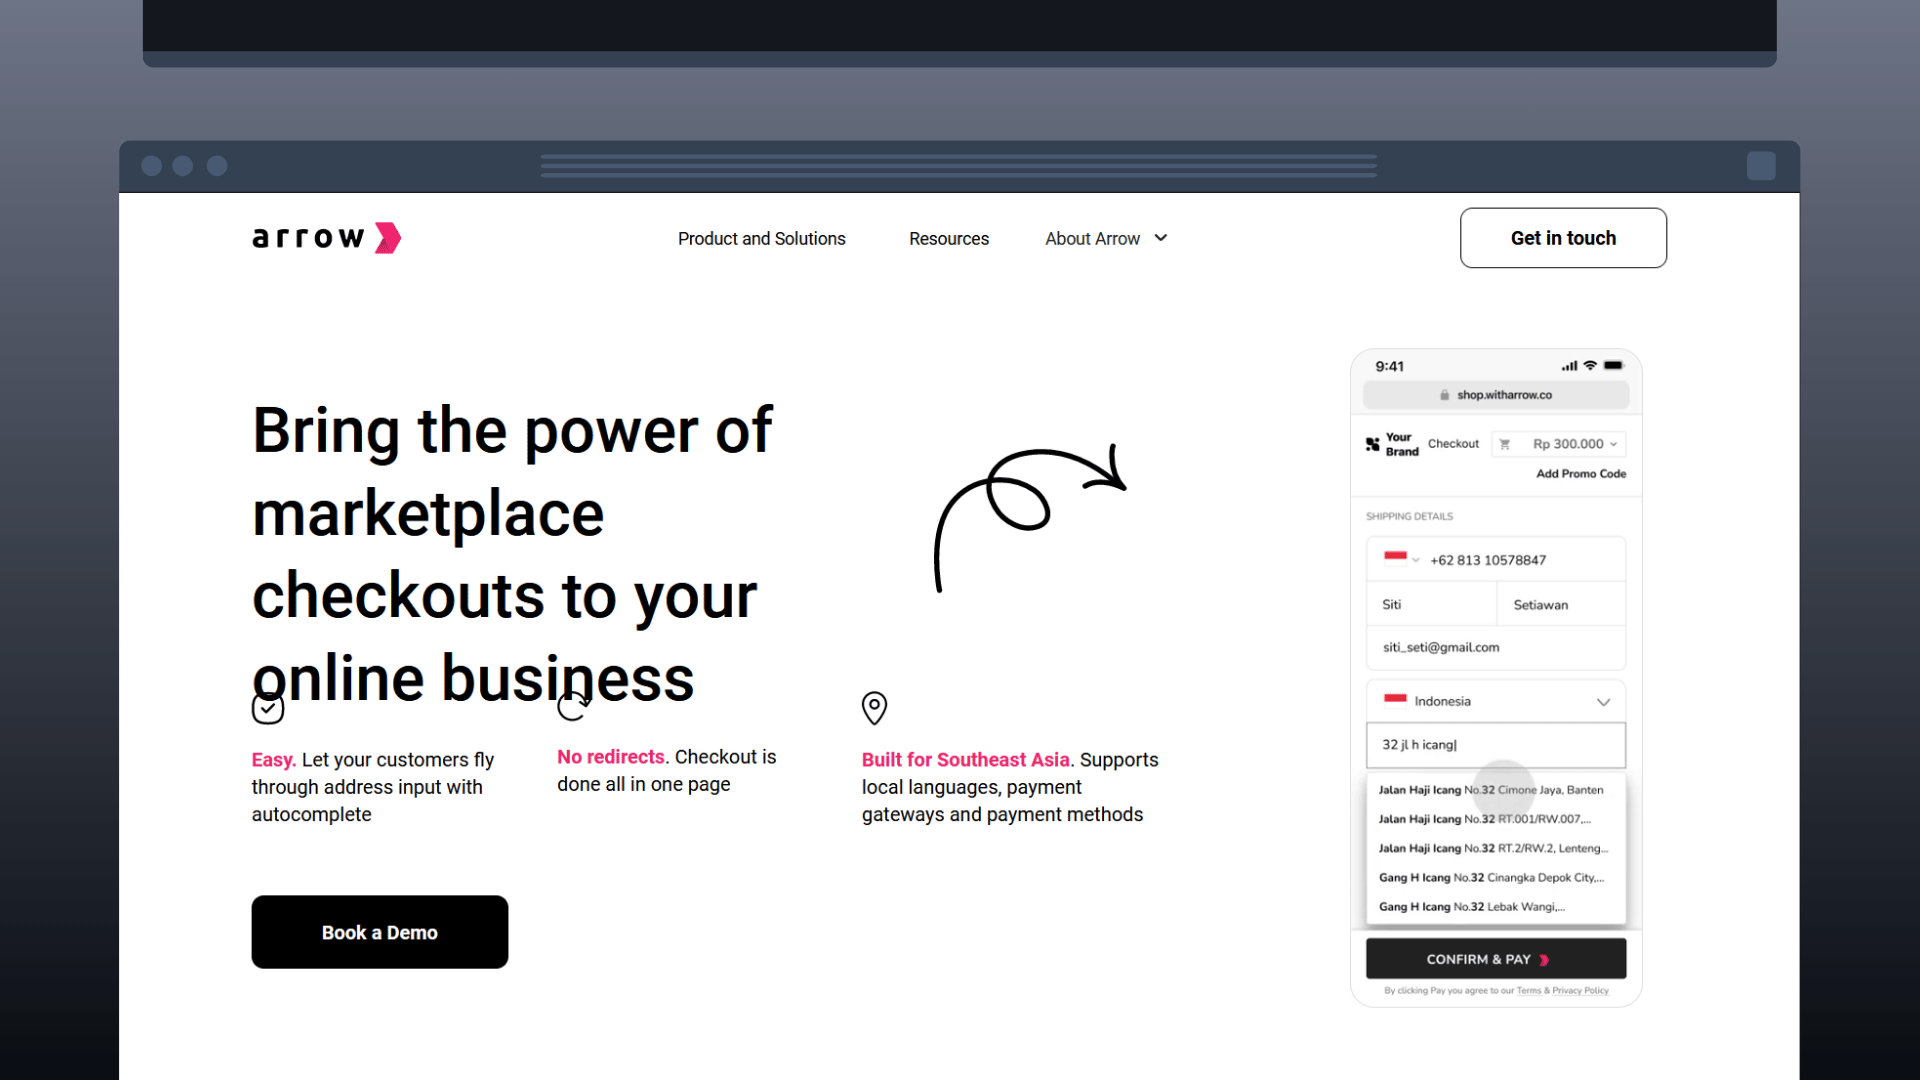 arrow
Product and Solutions
Resources
About Arrow
Get in touch
Bring the power of
marketplace
checkouts to your
online business
Easy. Let your customers fly
through address input with
autocomplete
No redirects. Checkout is
done all in one page
Built for Southeast Asia. Supports
local languages, payment
gateways and payment methods
Book a Demo
9:41
shop.witharrow.co
Your
Brand
Checkout
Rp 300.000
Add Promo Code
SHIPPING DETAILS
+62 813 10578847
Siti
Setiawan
siti_seti@gmail.com
Indonesia
32 jl h icang
Jalan Haji Icang No.32 Cimone Jaya, Banten
Jalan Haji Icang No.32 RT.001/RW.007,...
Jalan Haji Icang No.32 RT.2/RW.2, Lenteng...
Gang H Icang No.32 Cinangka Depok City,...
Gang H Icang No.32 Lebak Wangi,...
CONFIRM & PAY
By clicking Pay you agree to our Terms & Privacy Policy